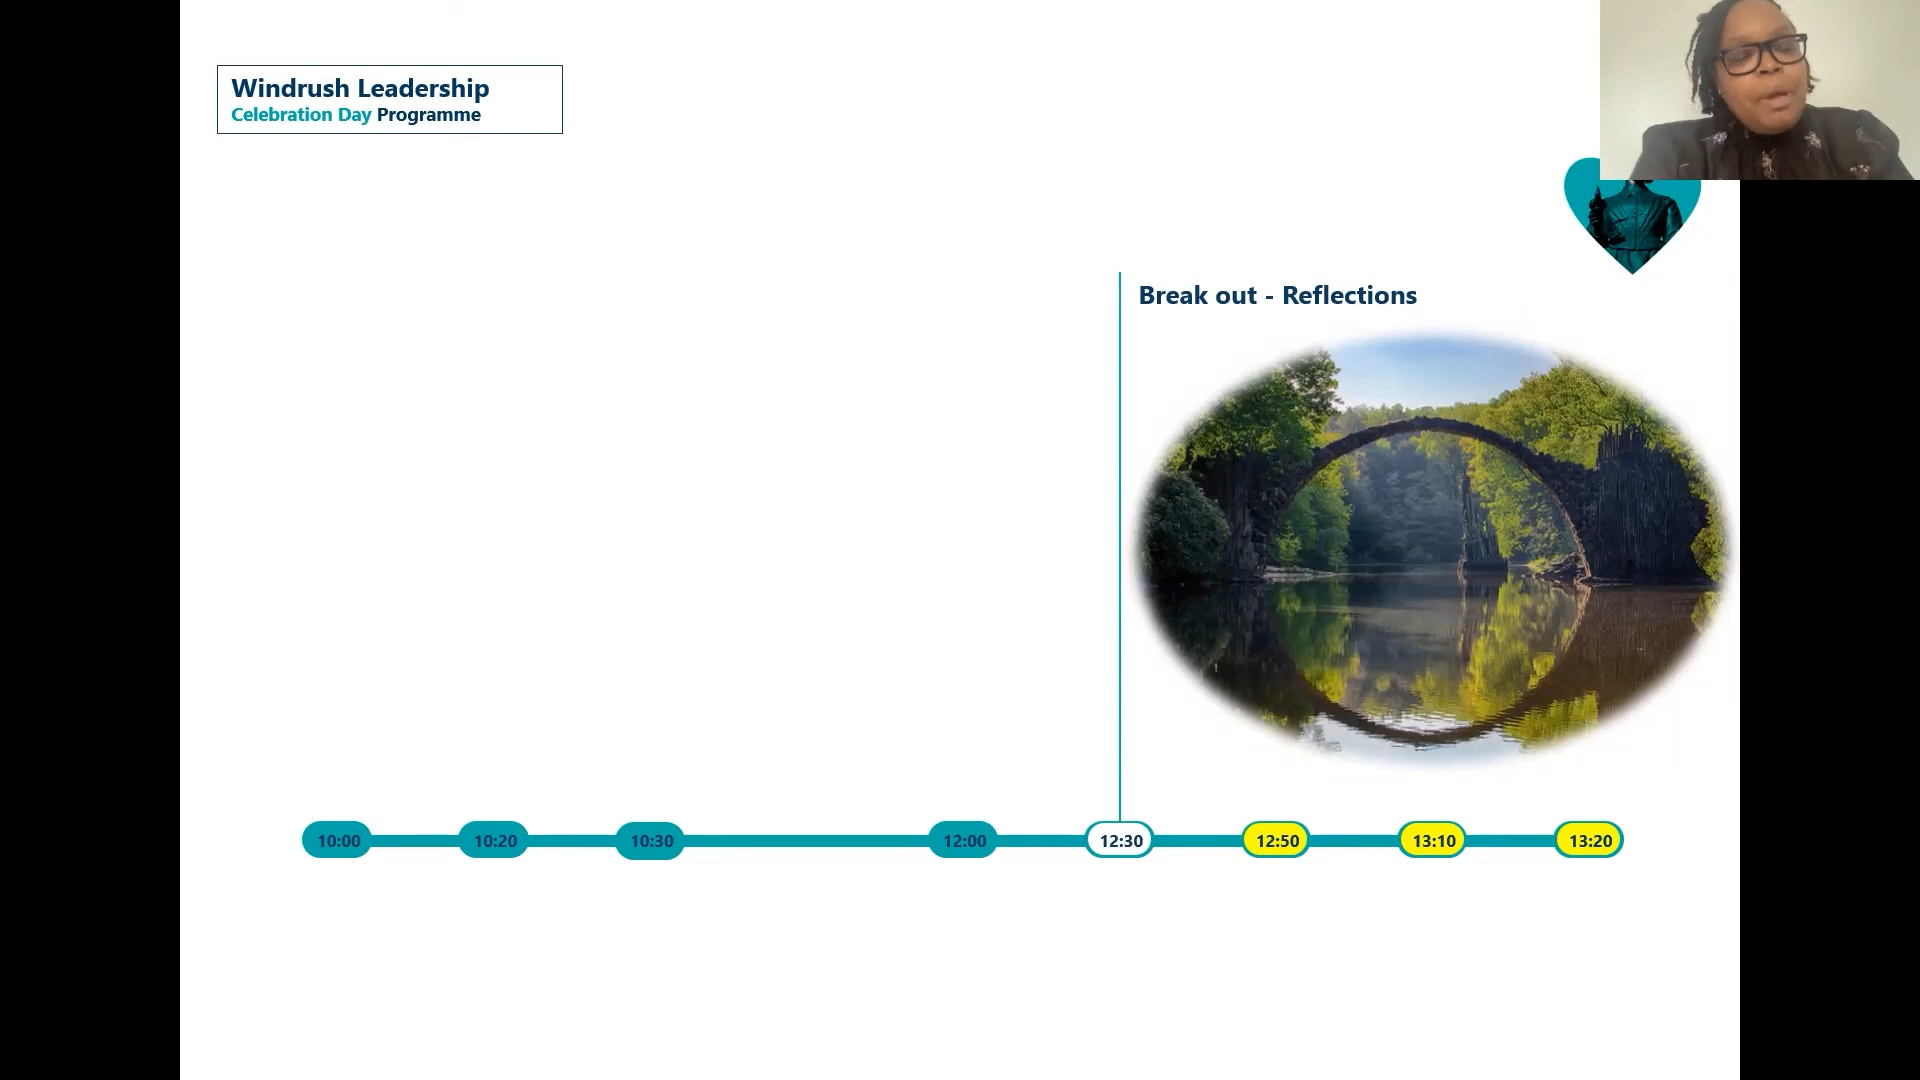 Windrush Leadership
Celebration Day Programme
Break out - Reflections
10:00
10:20
10:30
12:00
12:30
12:50
13:10
13:20